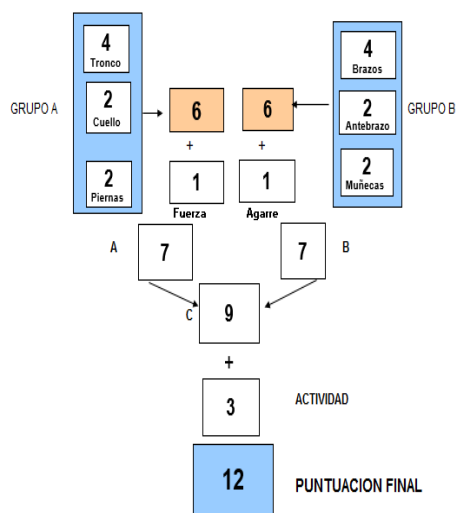 4
Tronco
2
Cuello
2
Piernas
GRUPO A
6
+
1
Fuerza
6
+
1
Agarre
4
Brazos
2
Antebrazo
2
Muñecas
GRUPO B
A
7
7
B
C
9
+
3
ACTIVIDAD
12
PUNTUACION FINAL